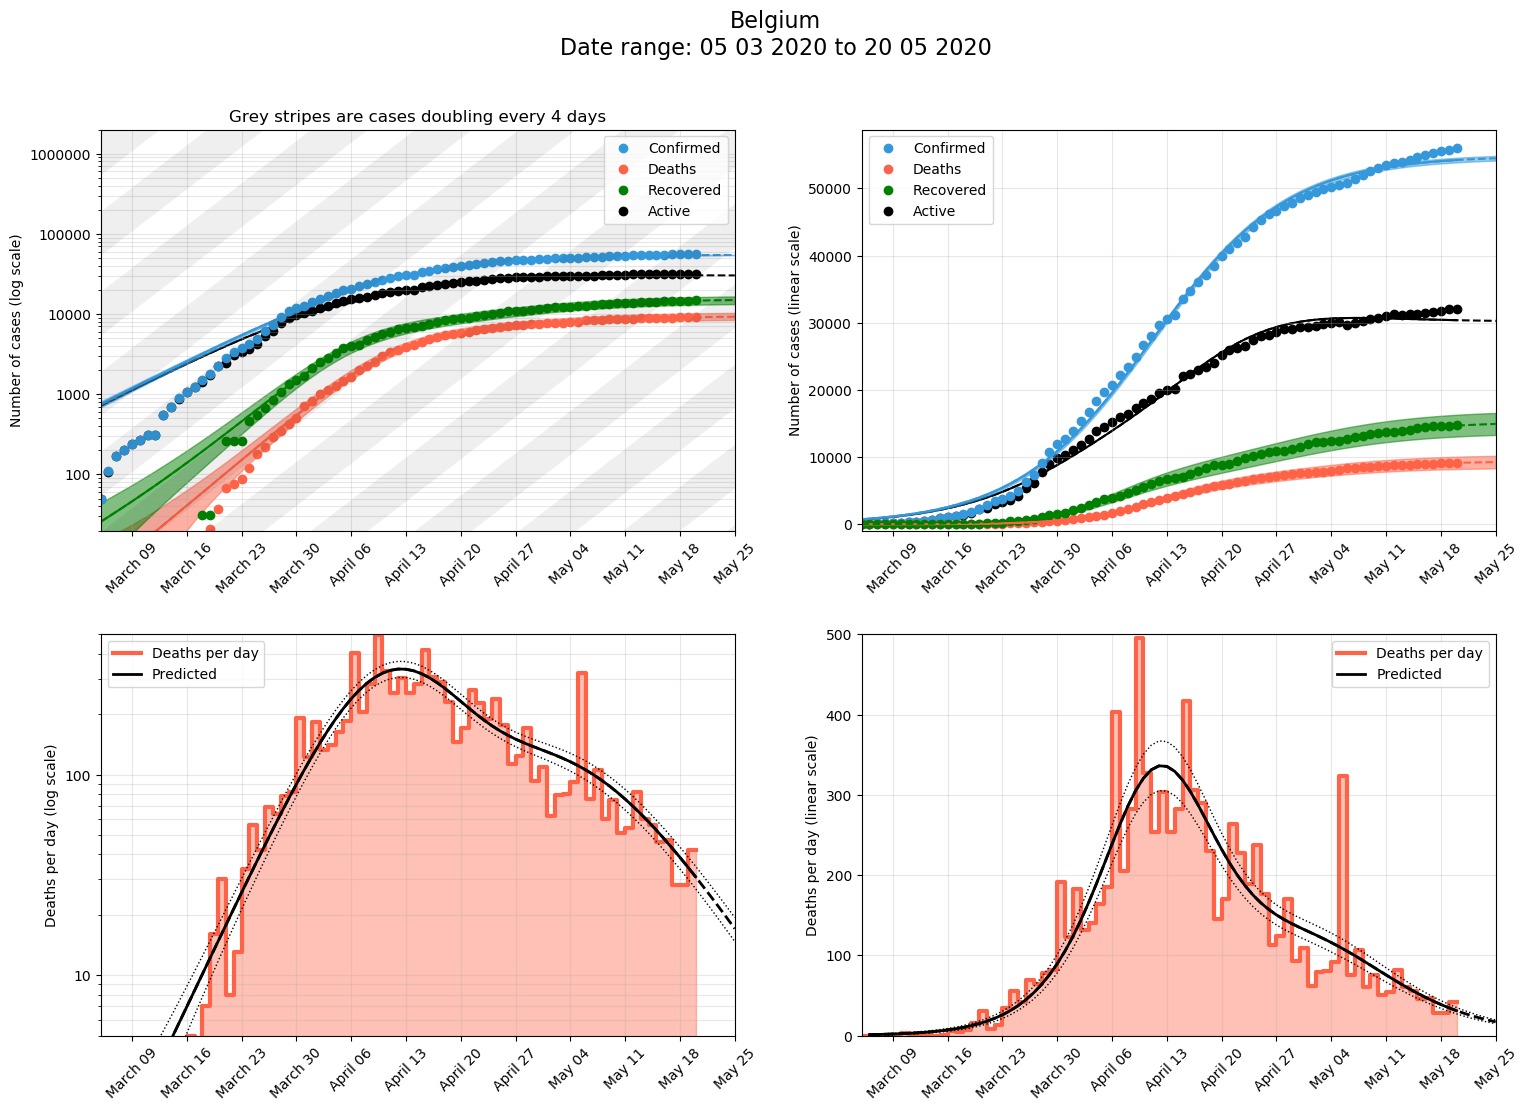 Belgium
Date range: 05 03 2020 to 20 05 2020
Grey stripes are cases doubling every 4 days
Number of cases (log scale)
1000000
100000
10000
1000
100
Confirmed
Deaths
Recovered
Active
March 09
March 16
March 23
March 30
April 06
April 13
April 20
April 27
May 04
May 11
May 18
May 25
Number of cases (linear scale)
50000
40000
30000
20000
10000
0
Confirmed
Deaths
Recovered
Active
March 09
March 16
March 23
March 30
April 06
April 13
April 20
April 27
May 04
May 11
May 18
May 25
Deaths per day (log scale)
100
10
Deaths per day
Predicted
March 09
March 16
March 23
March 30
April 06
April 13
April 20
April 27
May 04
May 11
May 18
May 25
Deaths per day (linear scale)
500
400
300
200
100
0
Deaths per day
Predicted
March 09
March 16
March 23
March 30
April 06
April 13
April 20
April 27
May 04
May 11
May 18
May 25